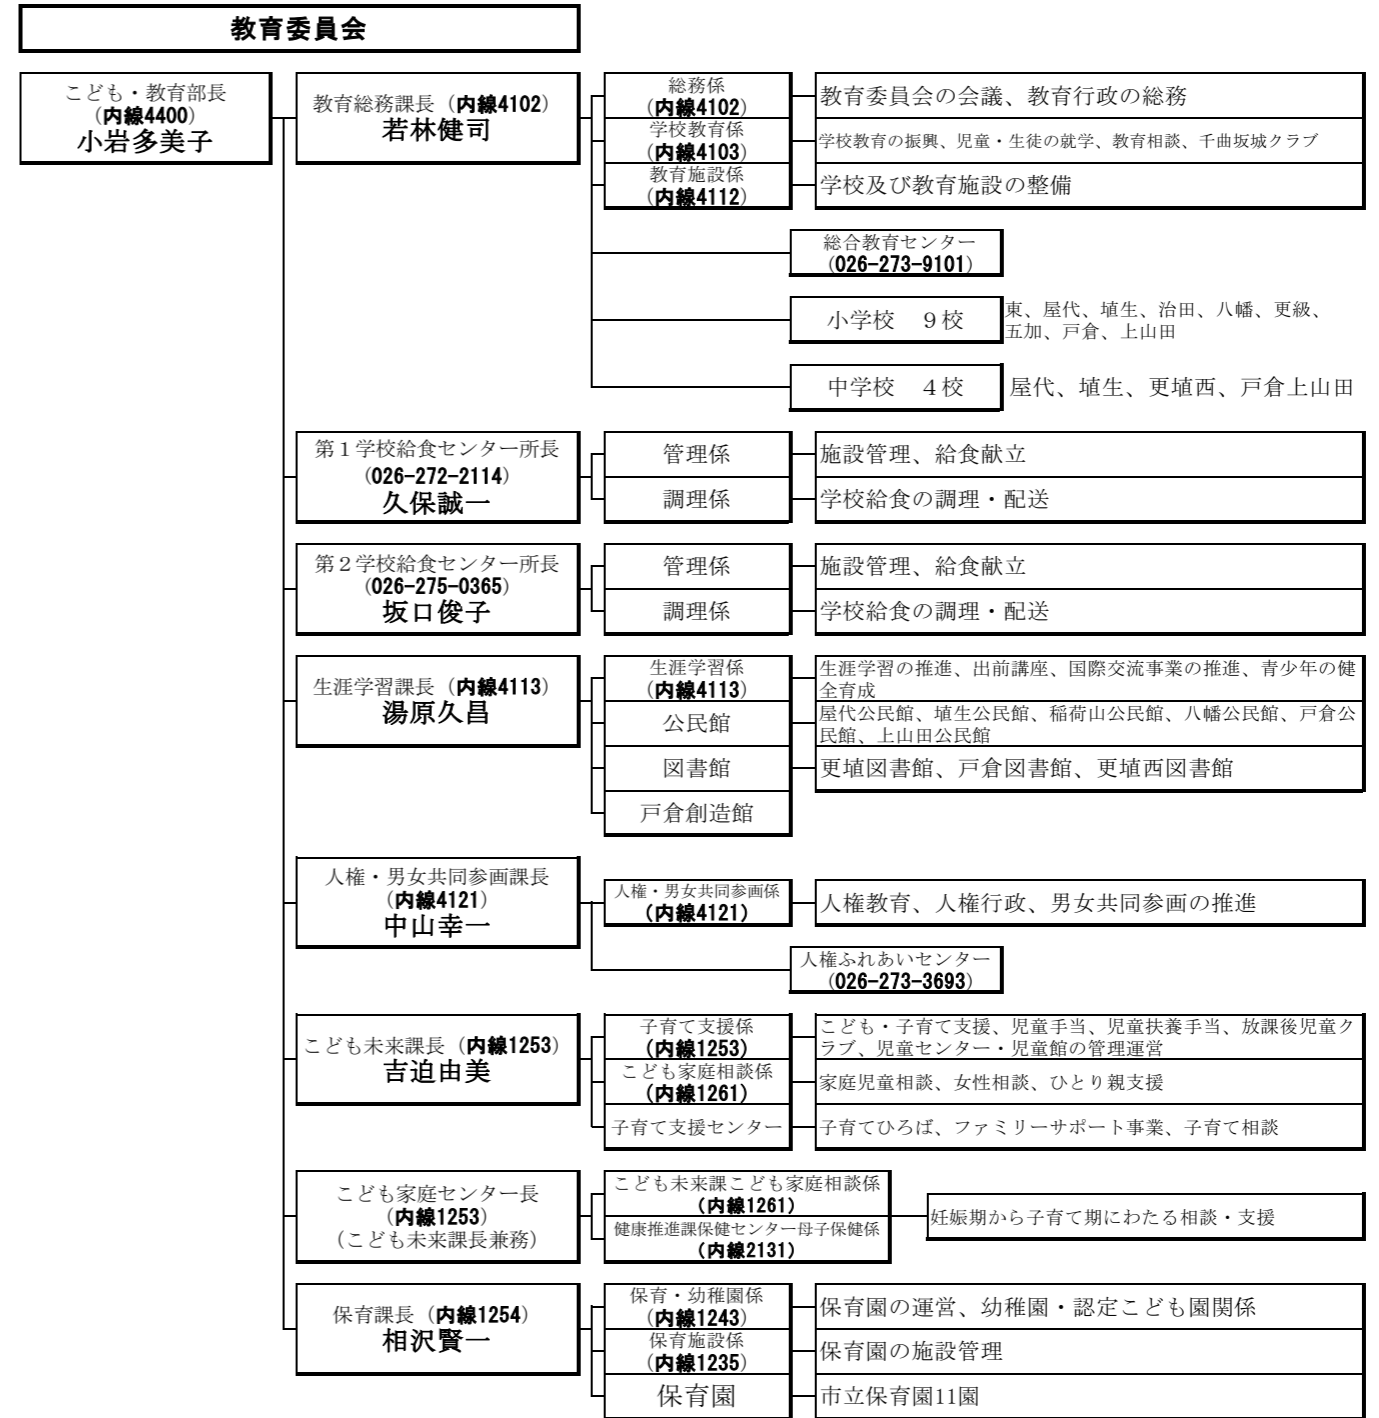 教育委員会
こども・教育部長
(内線4400)
小岩多美子
教育総務課長（内線4102）
若林健司
総務係
(内線4102)
教育委員会の会議、教育行政の総務
学校教育係
(内線4103)
学校教育の振興、児童・生徒の就学、教育相談、千曲坂城クラブ
教育施設係
(内線4112)
学校及び教育施設の整備
総合教育センター
(026-273-9101)
小学校　９校
東、屋代、埴生、治田、八幡、更級、
五加、戸倉、上山田
中学校　４校
屋代、埴生、更埴西、戸倉上山田
第１学校給食センター所長
(026-272-2114)
久保誠一
管理係
施設管理、給食献立
調理係
学校給食の調理・配送
第２学校給食センター所長
(026-275-0365)
坂口俊子
管理係
施設管理、給食献立
調理係
学校給食の調理・配送
生涯学習課長（内線4113）
湯原久昌
生涯学習係
(内線4113)
生涯学習の推進、出前講座、国際交流事業の推進、青少年の健
全育成
公民館
屋代公民館、埴生公民館、稲荷山公民館、八幡公民館、戸倉公
民館、上山田公民館
図書館
更埴図書館、戸倉図書館、更埴西図書館
戸倉創造館
人権・男女共同参画課長
(内線4121)
中山幸一
人権・男女共同参画係
(内線4121)
人権教育、人権行政、男女共同参画の推進
人権ふれあいセンター
(026-273-3693)
こども未来課長（内線1253）
吉迫由美
子育て支援係
(内線1253)
こども・子育て支援、児童手当、児童扶養手当、放課後児童ク
ラブ、児童センター・児童館の管理運営
こども家庭相談係
(内線1261)
家庭児童相談、女性相談、ひとり親支援
子育て支援センター
子育てひろば、ファミリーサポート事業、子育て相談
こども家庭センター長
(内線1253)
（こども未来課長兼務）
こども未来課こども家庭相談係
(内線1261)
健康推進課保健センター母子保健係
(内線2131)
妊娠期から子育て期にわたる相談・支援
保育課長（内線1254）
相沢賢一
保育・幼稚園係
(内線1243)
保育園の運営、幼稚園・認定こども園関係
保育施設係
(内線1235)
保育園の施設管理
保育園
市立保育園11園